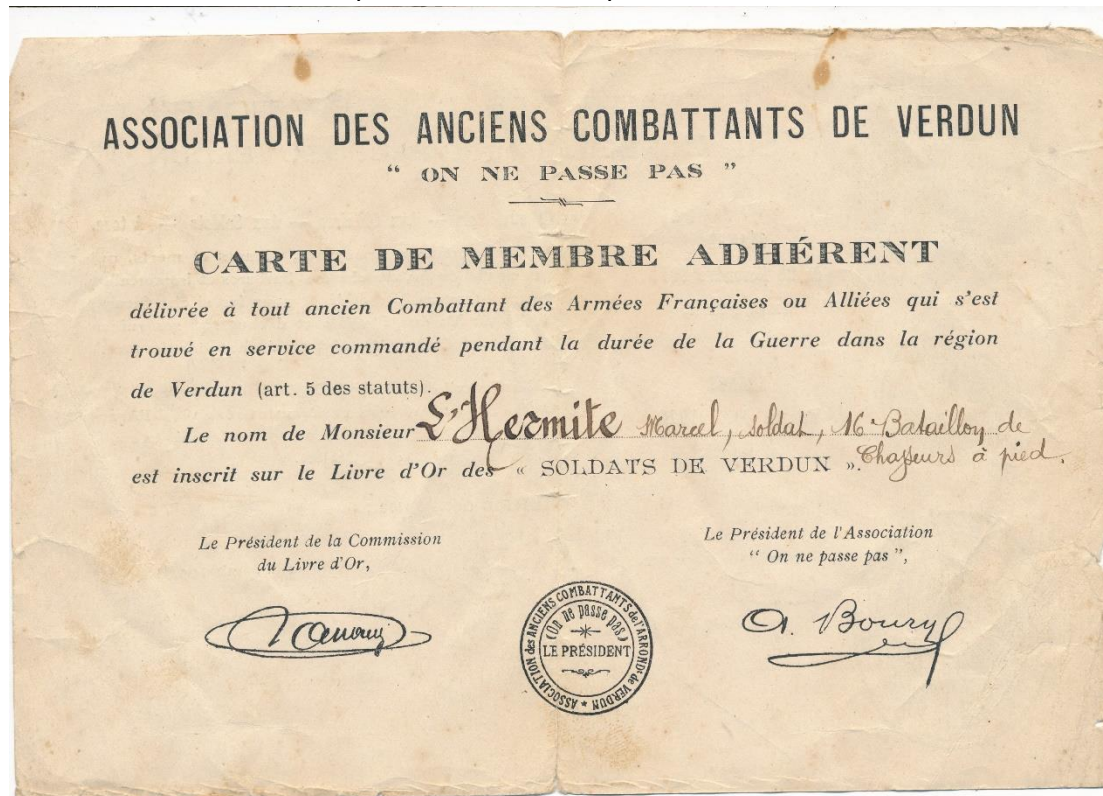 ASSOCIATION DES ANCIENS COMBATTANTS DE VERDUN
“ ON NE PASSE PAS ”
CARTE DE MEMBRE ADHÉRENT
délivrée à tout ancien Combattant des Armées Françaises ou Alliées qui s'est
trouvé en service commandé pendant la durée de la Guerre dans la région
de Verdun (art. 5 des statuts).
Le nom de Monsieur L'Hermite Marcel, soldat, 16e Bataillon de
Chasseurs à pied.
est inscrit sur le Livre d'Or des « SOLDATS DE VERDUN ».
Le Président de la Commission
du Livre d'Or,
Le Président de l'Association
“ On ne passe pas ”,
A. Boury
ASSOCIATION des ANCIENS COMBATTANTS de l'ARROND.t de VERDUN
(On ne passe pas)
LE PRÉSIDENT